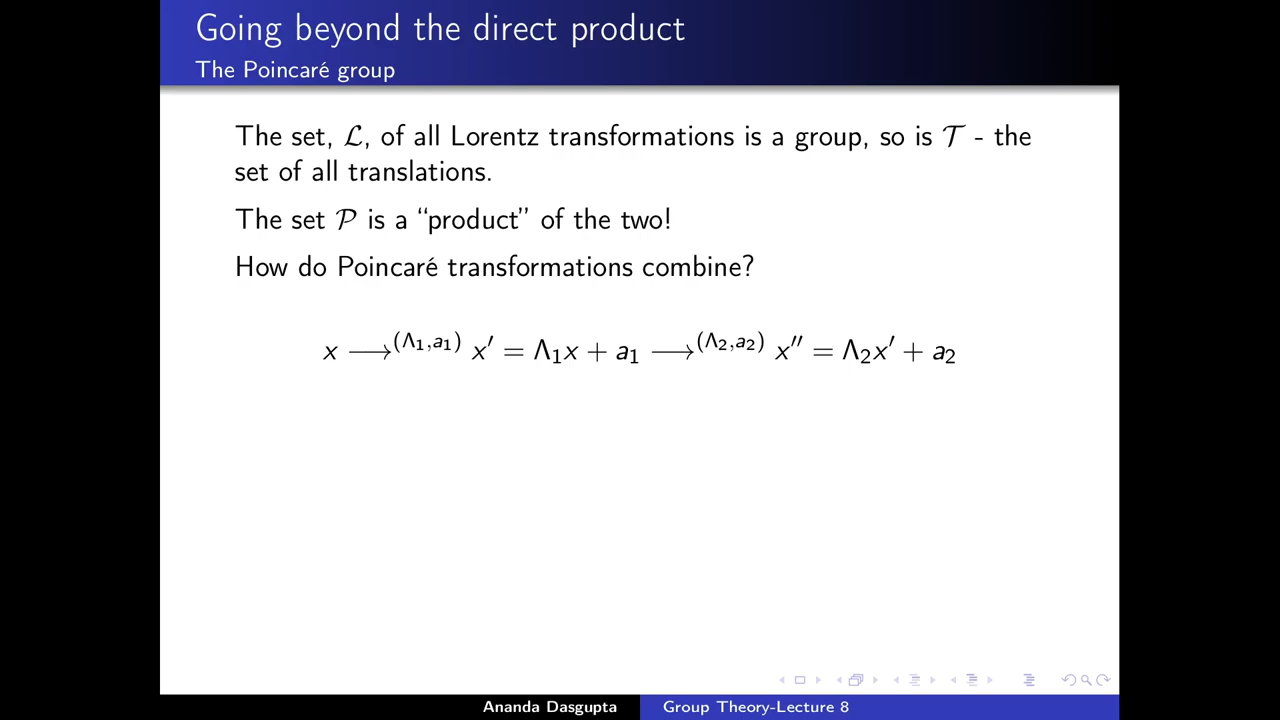 Going beyond the direct product
The Poincaré group
The set, ℒ, of all Lorentz transformations is a group, so is 𝒯 - the
set of all translations.
The set 𝒫 is a “product” of the two!
How do Poincaré transformations combine?
x ⟶^(Λ₁,a₁) x′ = Λ₁x + a₁ ⟶^(Λ₂,a₂) x′′ = Λ₂x′ + a₂
Ananda Dasgupta Group Theory-Lecture 8